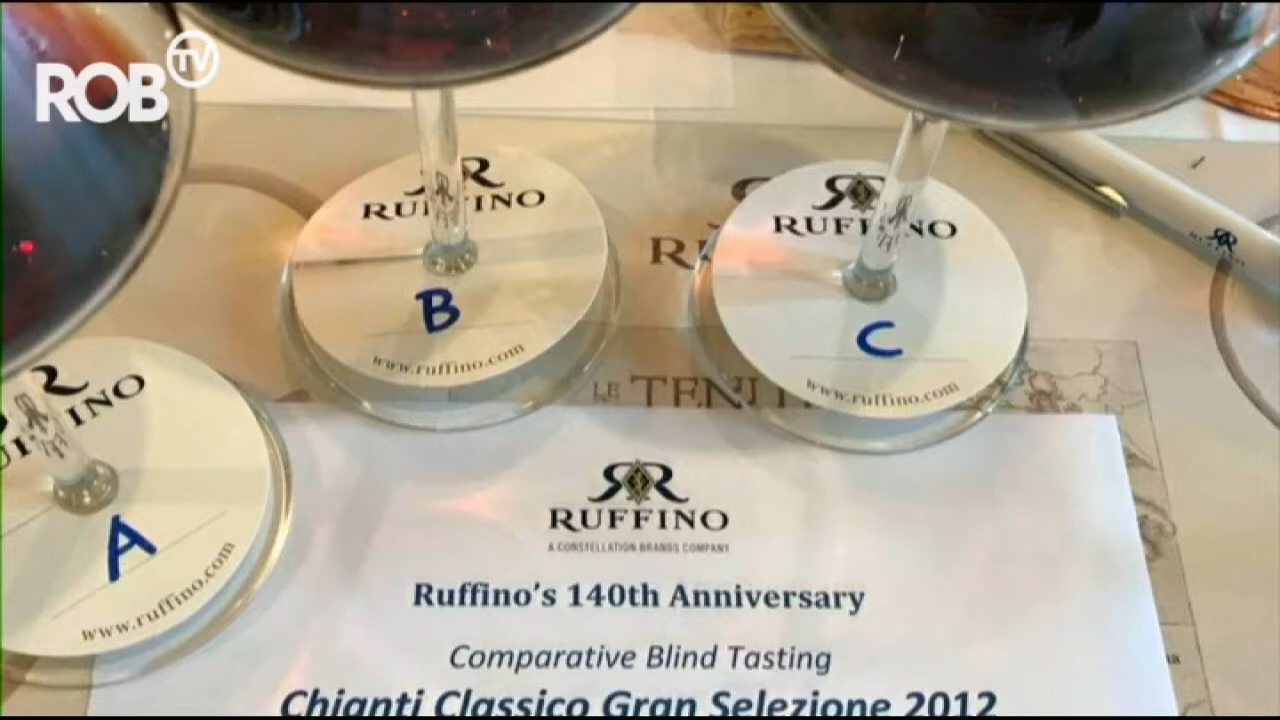 ROB TV
RUFFINO
B
www.ruffino.com
RUFFINO
C
www.ruffino.com
A
www.ruffino.com
LE
RUFFINO
A CONSTELLATION BRANDS COMPANY
Ruffino's 140th Anniversary
Comparative Blind Tasting
Chianti Classico Gran Selezione 2012